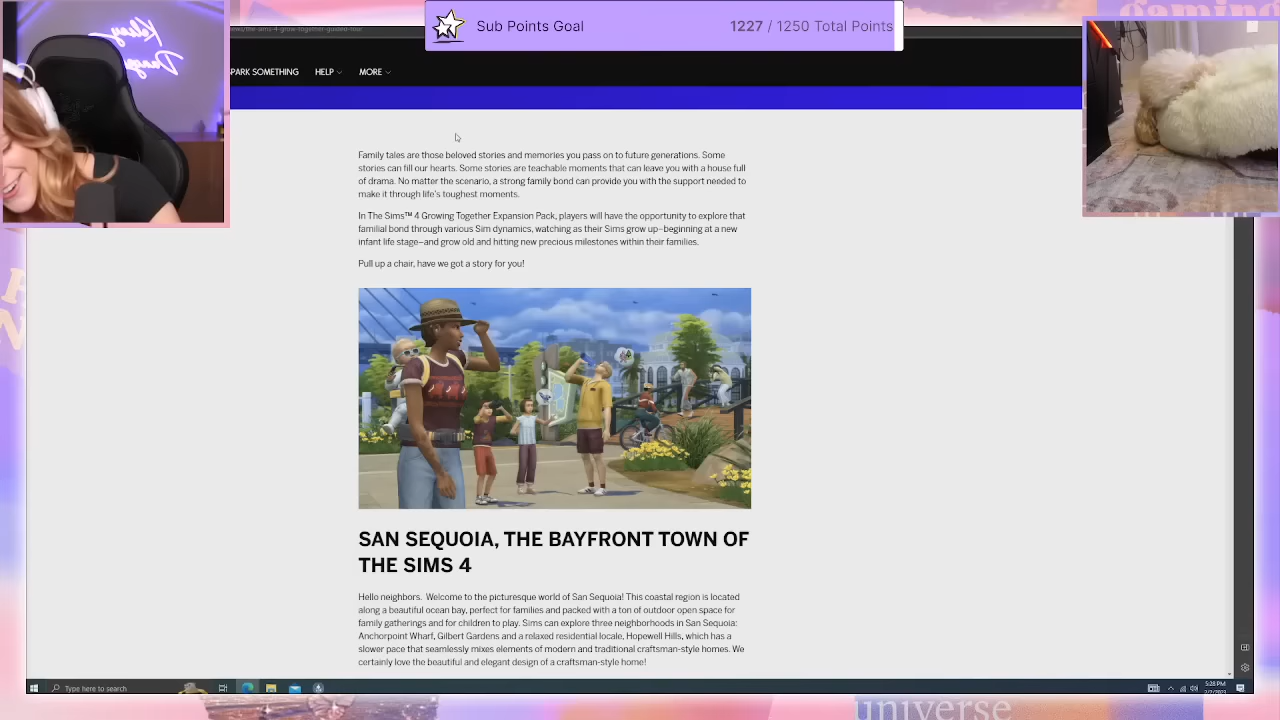 Sub Points Goal
1227 / 1250 Total Points
SPARK SOMETHING
HELP
MORE
Family tales are those beloved stories and memories you pass on to future generations. Some
stories can fill our hearts. Some stories are teachable moments that can leave you with a house full
of drama. No matter the scenario, a strong family bond can provide you with the support needed to
make it through life's toughest moments.
In The Sims™ 4 Growing Together Expansion Pack, players will have the opportunity to explore that
familial bond through various Sim dynamics, watching as their Sims grow up–beginning at a new
infant life stage–and grow old and hitting new precious milestones within their families.
Pull up a chair, have we got a story for you!
SAN SEQUOIA, THE BAYFRONT TOWN OF
THE SIMS 4
Hello neighbors.  Welcome to the picturesque world of San Sequoia! This coastal region is located
along a beautiful ocean bay, perfect for families and packed with a ton of outdoor open space for
family gatherings and for children to play. Sims can explore three neighborhoods in San Sequoia:
Anchorpoint Wharf, Gilbert Gardens and a relaxed residential locale, Hopewell Hills, which has a
slower pace that seamlessly mixes elements of modern and traditional craftsman-style homes. We
certainly love the beautiful and elegant design of a craftsman-style home!
Type here to search
5:28 PM
2/2/2023
universe